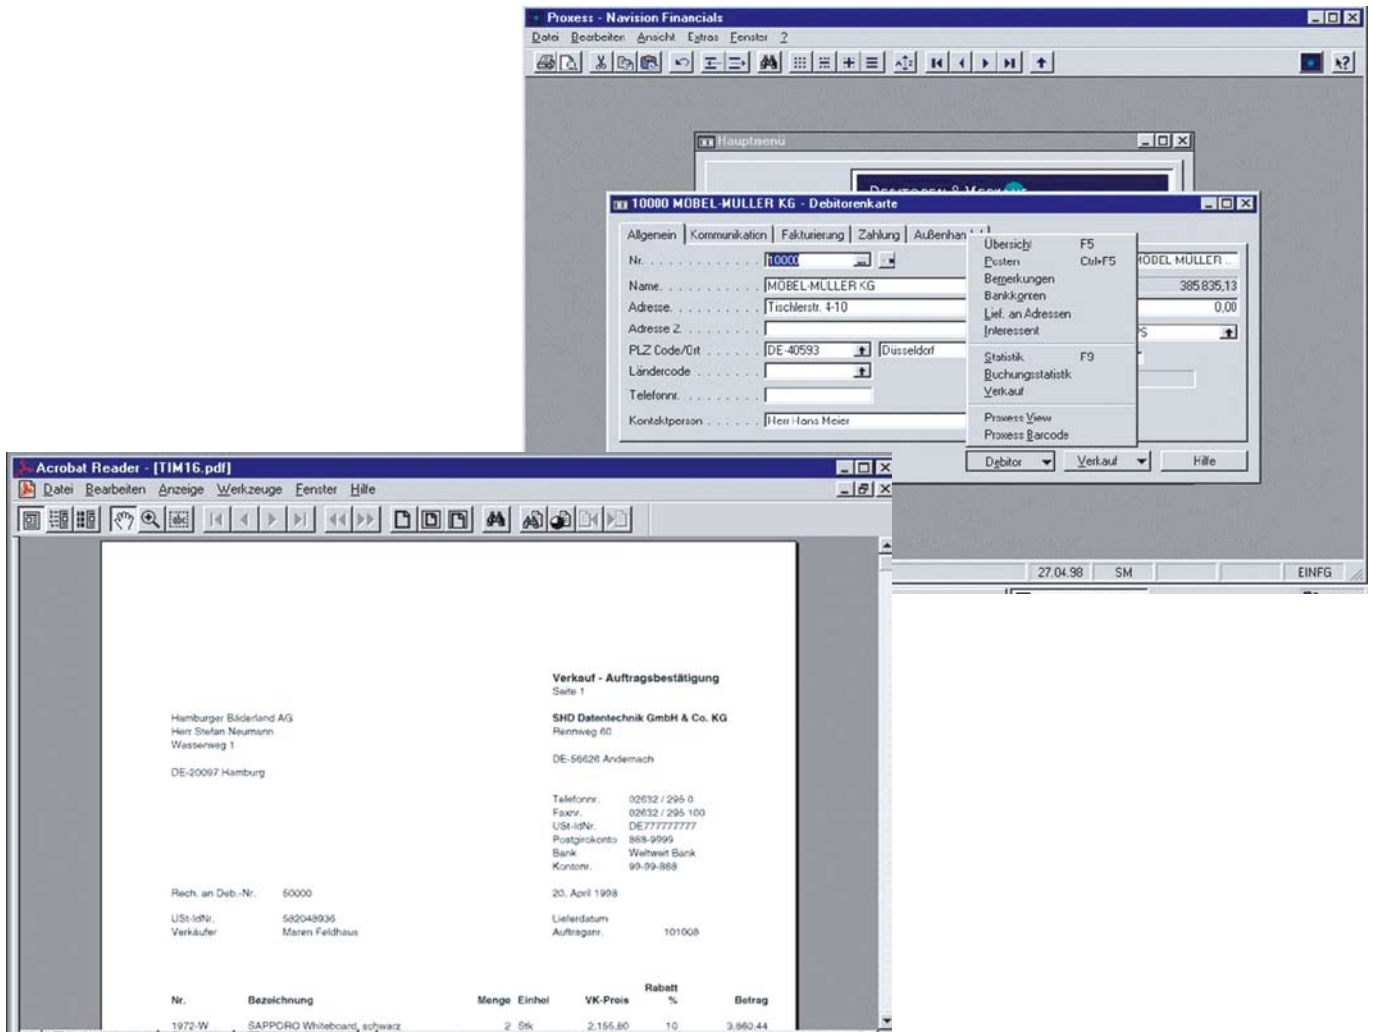 Proxess - Navision Financials
Datei Bearbeiten Ansicht Extras Fenster ?
Hauptmenü
10000 MÖBEL-MÜLLER KG - Debitorenkarte
Allgemein Kommunikation Fakturierung Zahlung
Nr. 10000
MÖBEL MÜLLER ...
Name MÖBEL-MÜLLER KG 385.835,13
Adresse Tischlerstr. 4-10 0,00
Adresse 2
PLZ Code/Ort DE-40593 Düsseldorf
Ländercode
Telefonnr.
Kontaktperson Herr Hans Meier
Übersicht F5
Posten Ctrl+F5
Bemerkungen
Bankkonten
Lief. an Adressen
Interessent
Statistik F9
Buchungsstatistik
Verkauf
Proxess View
Proxess Barcode
Debitor Verkauf Hilfe
27.04.98 SM EINFG
Acrobat Reader - [TIM16.pdf]
Datei Bearbeiten Anzeige Werkzeuge Fenster Hilfe
Verkauf - Auftragsbestätigung
Seite 1
Hamburger Bäderland AG
Herr Stefan Neumann
Wasserweg 1
DE-20097 Hamburg
SHD Datentechnik GmbH & Co. KG
Rennweg 60
DE-56626 Andernach
Telefonnr. 02632 / 295 0
Faxnr. 02632 / 295 100
USt-IdNr. DE777777777
Postgirokonto 868-9999
Bank Weltweit Bank
Kontonr. 99-99-868
Rech. an Deb.-Nr. 50000
20. April 1998
USt-IdNr. 582048936
Verkäufer Maren Feldhaus
Lieferdatum
Auftragsnr. 101008
Rabatt
Nr. Bezeichnung Menge Einhei VK-Preis % Betrag
1972-W SAPPORO Whiteboard, schwarz 2 Stk 2.155,80 10 3.880,44